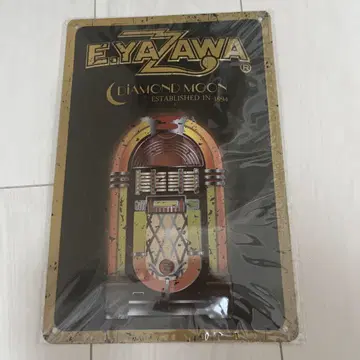 E.YAZAWA®
DIAMOND MOON
ESTABLISHED IN 1994